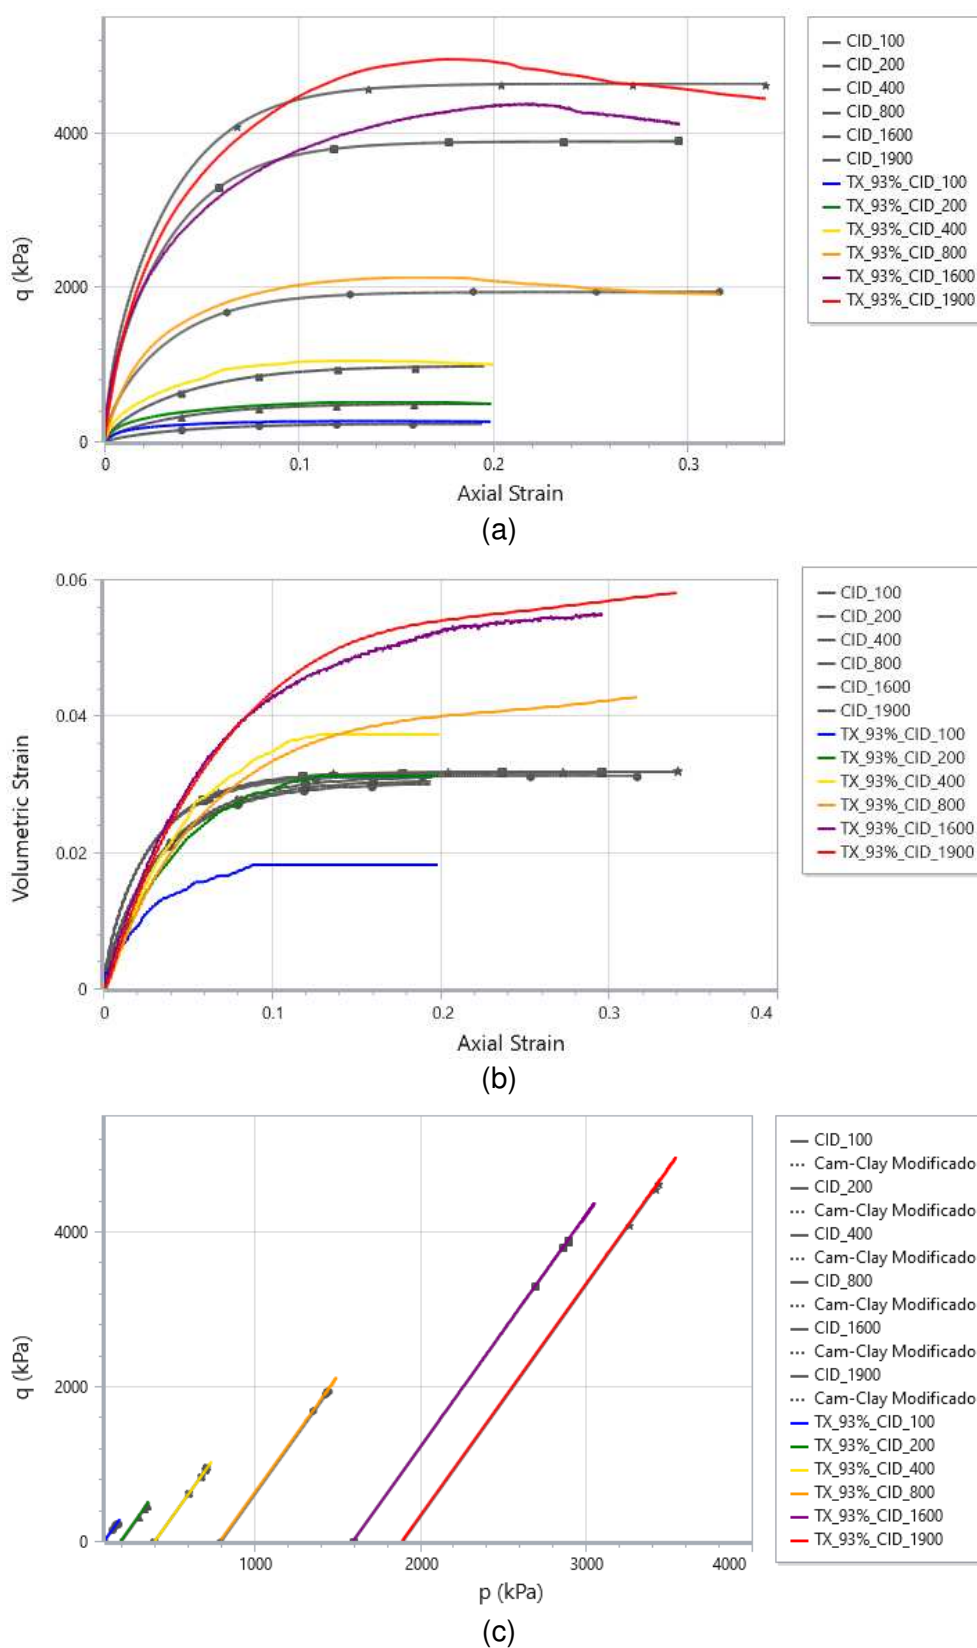 4000
2000
0
0
0.1
0.2
0.3
q (kPa)
Axial Strain
CID_100
CID_200
CID_400
CID_800
CID_1600
CID_1900
TX_93%_CID_100
TX_93%_CID_200
TX_93%_CID_400
TX_93%_CID_800
TX_93%_CID_1600
TX_93%_CID_1900
(a)
0.06
0.04
0.02
0
0
0.1
0.2
0.3
0.4
Volumetric Strain
Axial Strain
CID_100
CID_200
CID_400
CID_800
CID_1600
CID_1900
TX_93%_CID_100
TX_93%_CID_200
TX_93%_CID_400
TX_93%_CID_800
TX_93%_CID_1600
TX_93%_CID_1900
(b)
4000
2000
0
1000
2000
3000
4000
q (kPa)
p (kPa)
CID_100
Cam-Clay Modificado
CID_200
Cam-Clay Modificado
CID_400
Cam-Clay Modificado
CID_800
Cam-Clay Modificado
CID_1600
Cam-Clay Modificado
CID_1900
Cam-Clay Modificado
TX_93%_CID_100
TX_93%_CID_200
TX_93%_CID_400
TX_93%_CID_800
TX_93%_CID_1600
TX_93%_CID_1900
(c)